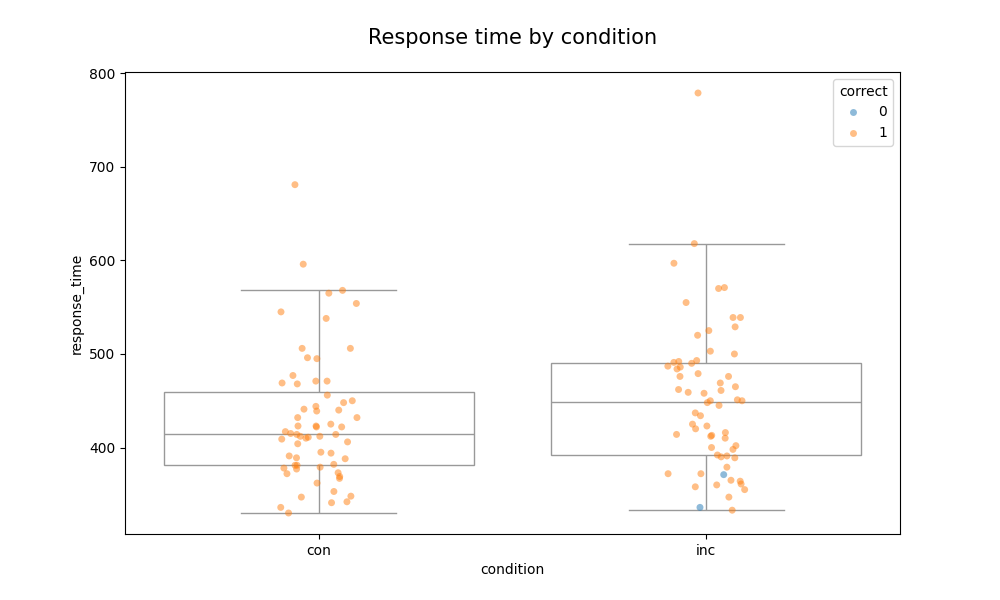 Response time by condition
800
700
600
500
400
response_time
correct
0
1
con
inc
condition